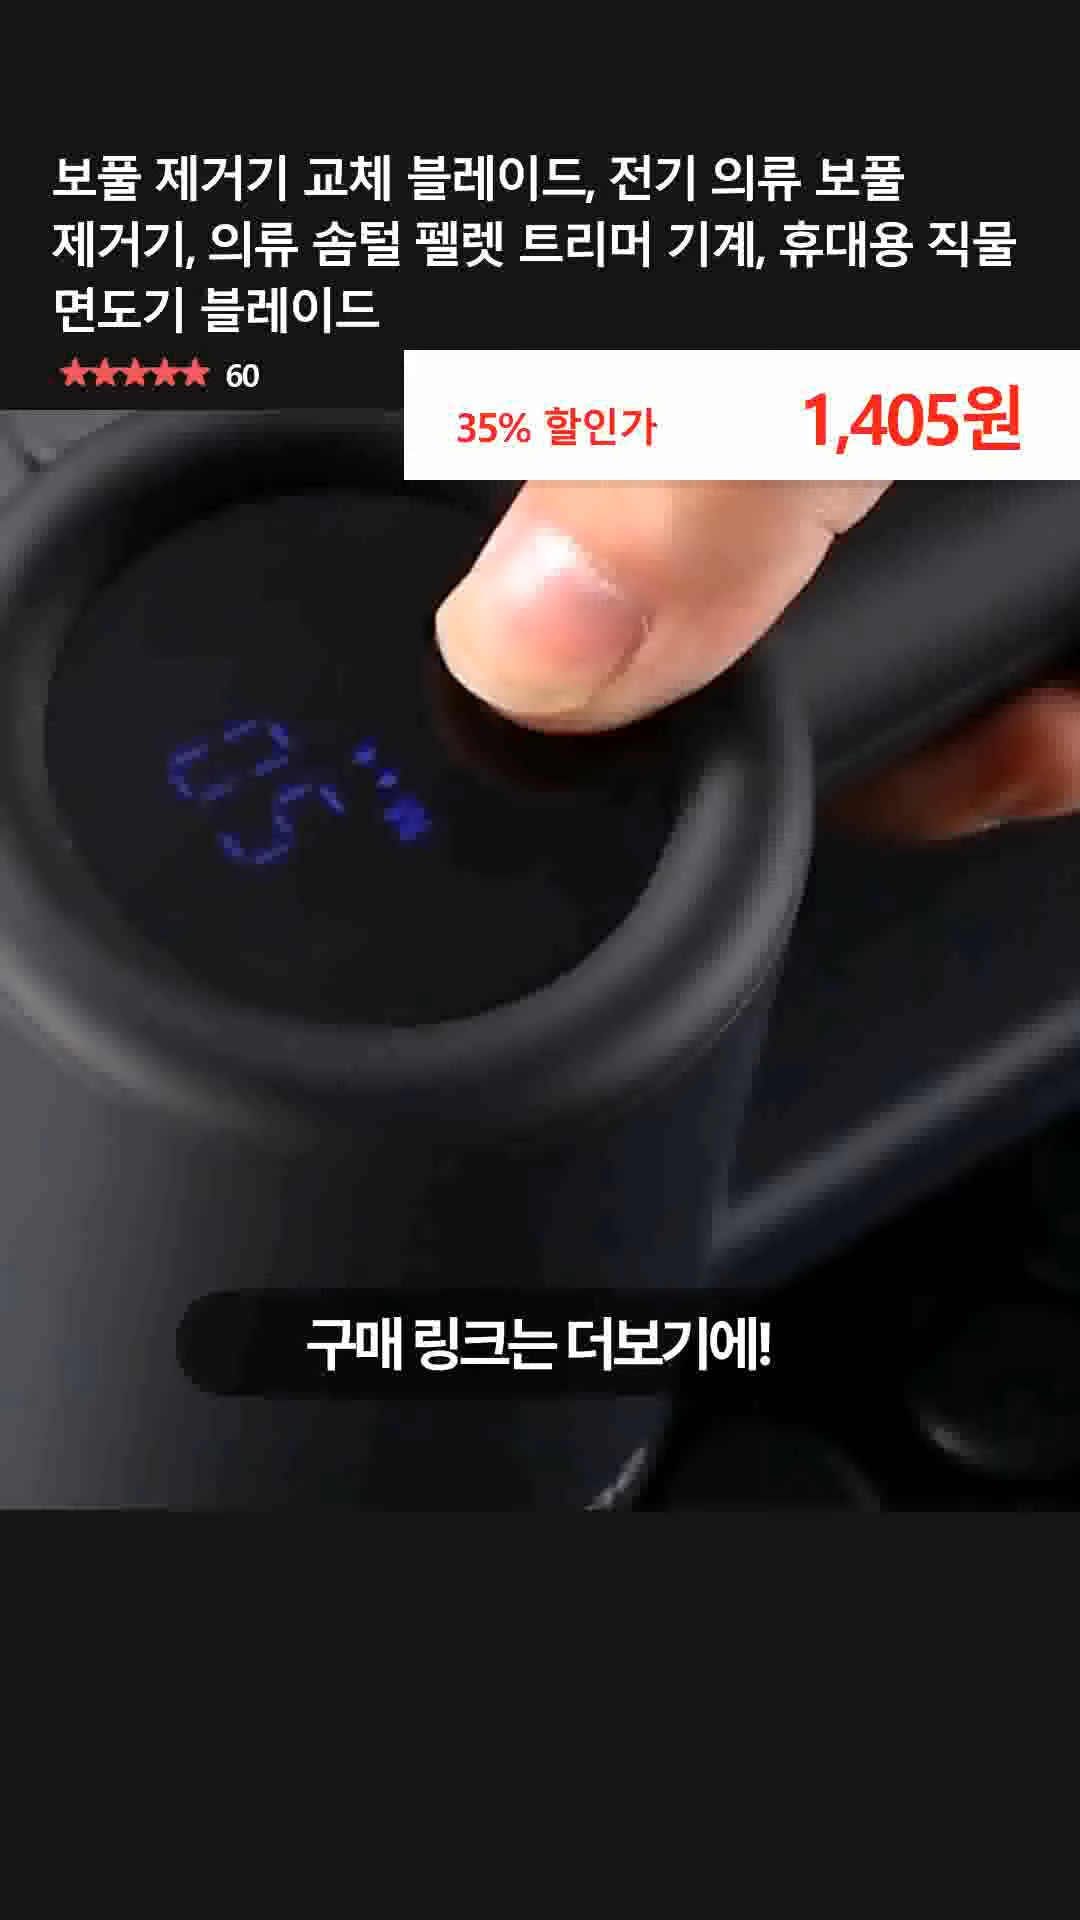 보풀 제거기 교체 블레이드, 전기 의류 보풀
제거기, 의류 솜털 펠렛 트리머 기계, 휴대용 직물
면도기 블레이드
60
35% 할인가 1,405원
구매 링크는 더보기에!